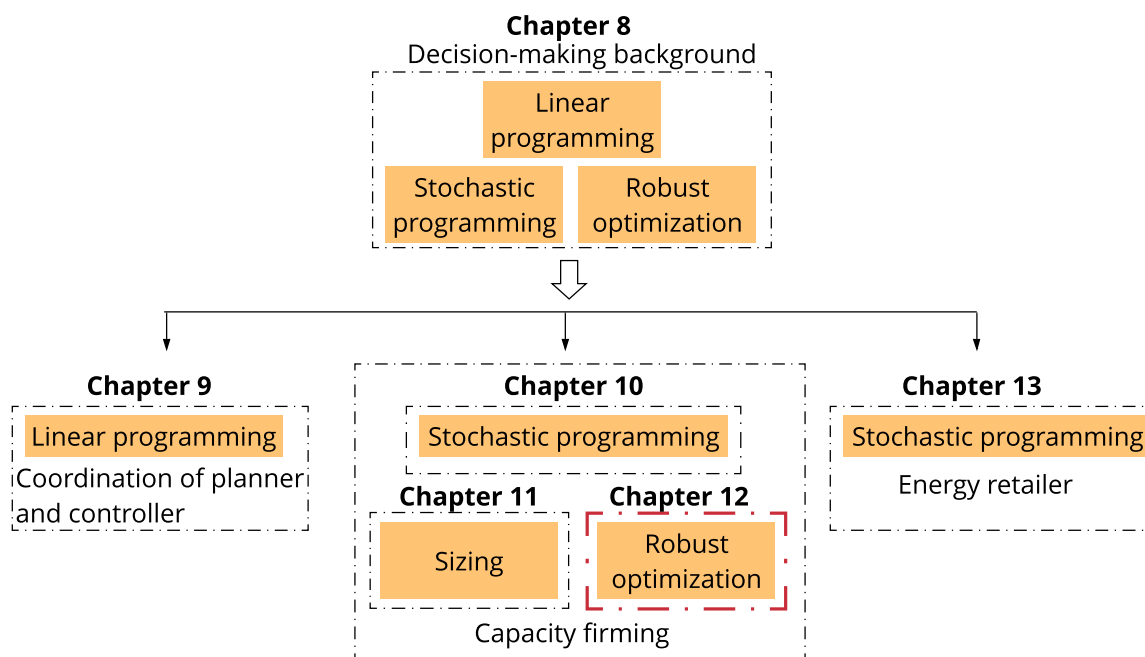 Chapter 8
Decision-making background
Linear
programming
Stochastic
programming
Robust
optimization
Chapter 9
Linear programming
Coordination of planner
and controller
Chapter 10
Stochastic programming
Chapter 11
Sizing
Chapter 12
Robust
optimization
Capacity firming
Chapter 13
Stochastic programming
Energy retailer